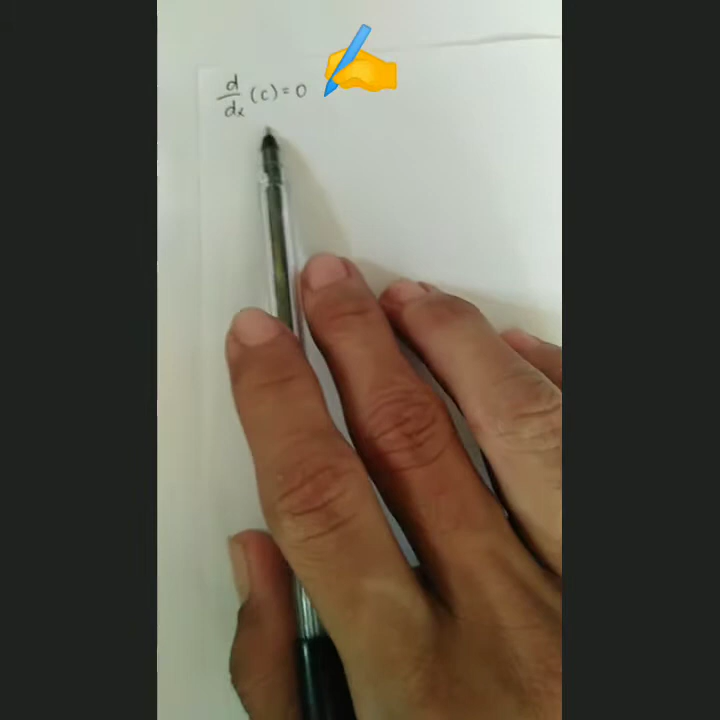 d/dx (c) = 0